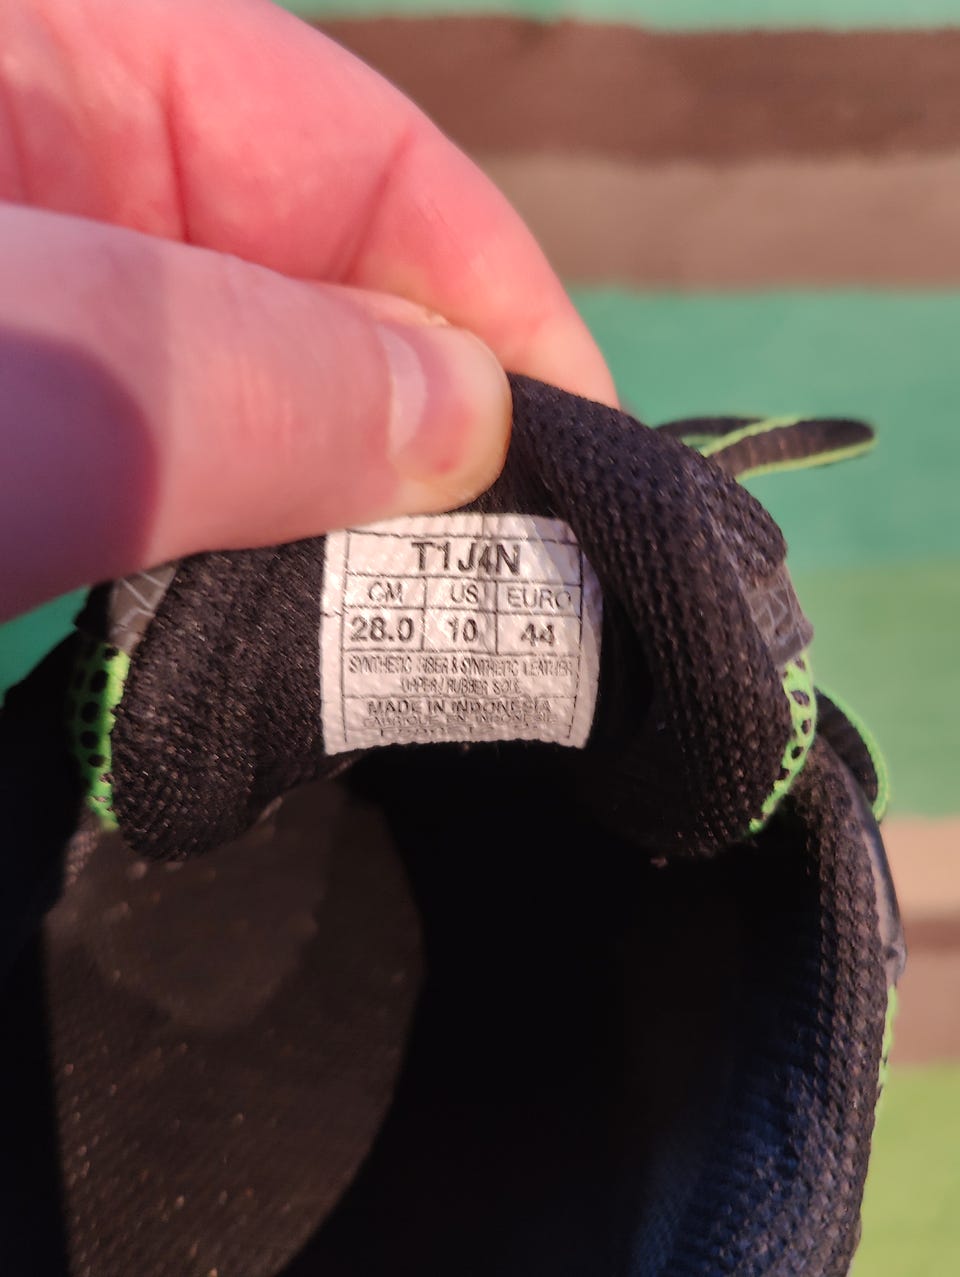 T1J4N
CM US EURO
28.0 10 44
SYNTHETIC FIBER & SYNTHETIC LEATHER
UPPER / RUBBER SOLE
MADE IN INDONESIA
FABRIQUE EN INDONESIE